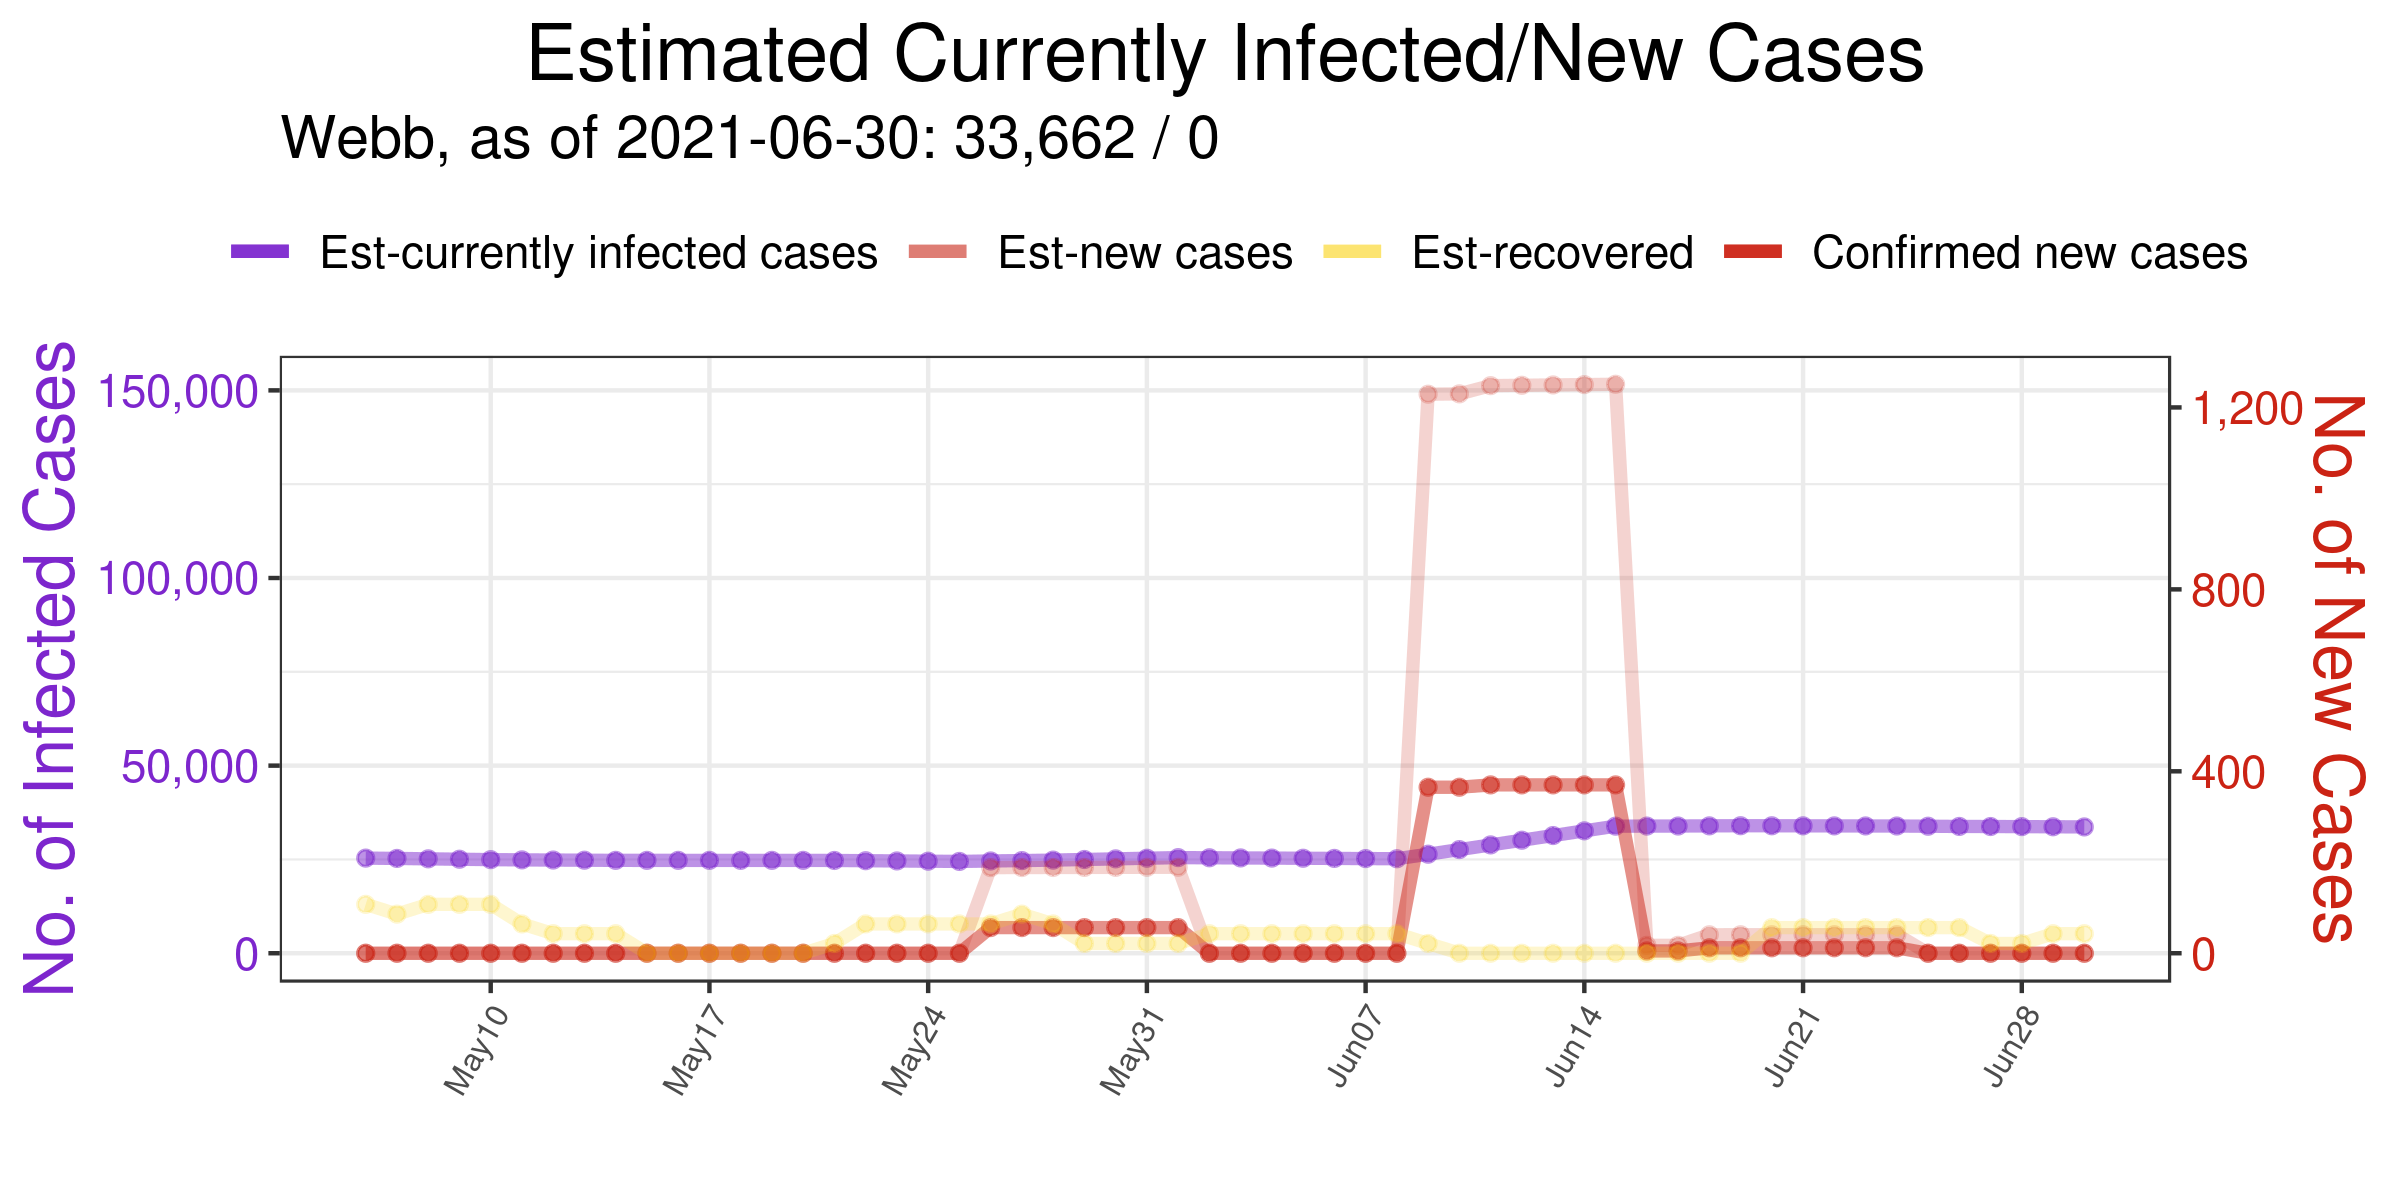 Estimated Currently Infected/New Cases
Webb, as of 2021-06-30: 33,662 / 0
Est-currently infected cases Est-new cases Est-recovered Confirmed new cases
No. of Infected Cases
150,000
100,000
50,000
0
1,200
800
400
0
No. of New Cases
May10 May17 May24 May31 Jun07 Jun14 Jun21 Jun28